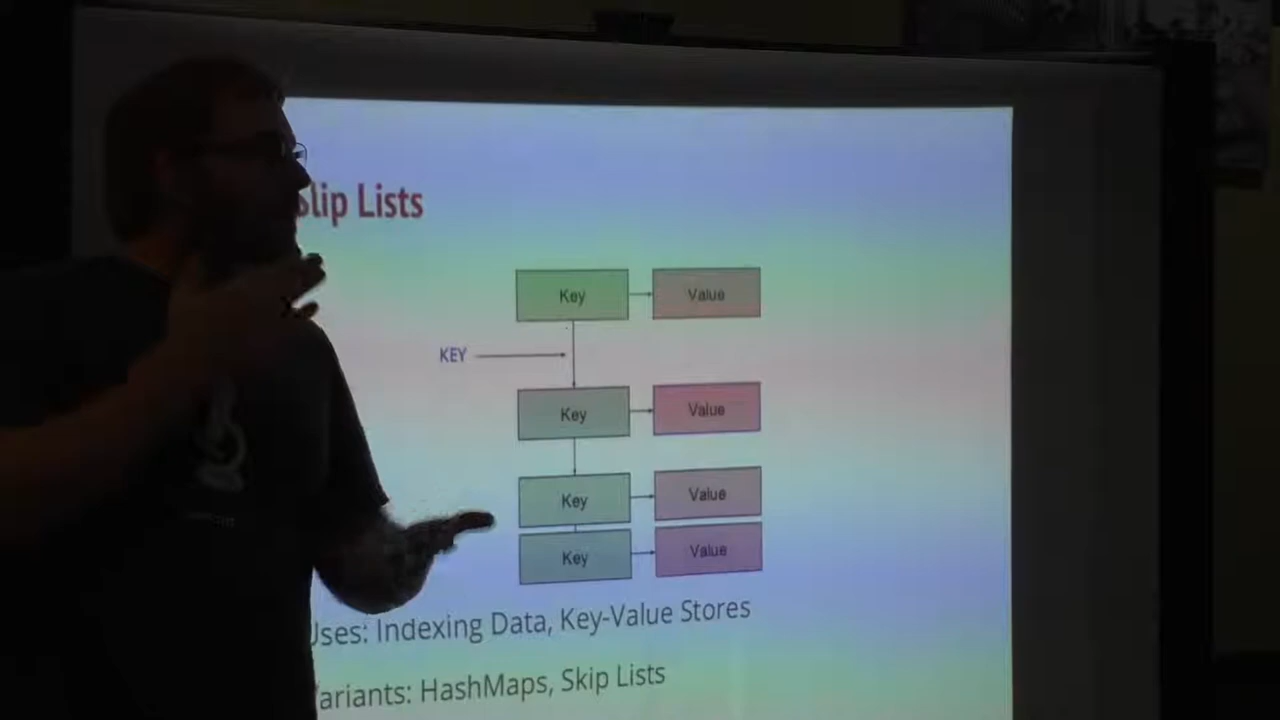 Slip Lists
Key Value
KEY
Key Value
Key Value
Key Value
Uses: Indexing Data, Key-Value Stores
Variants: HashMaps, Skip Lists